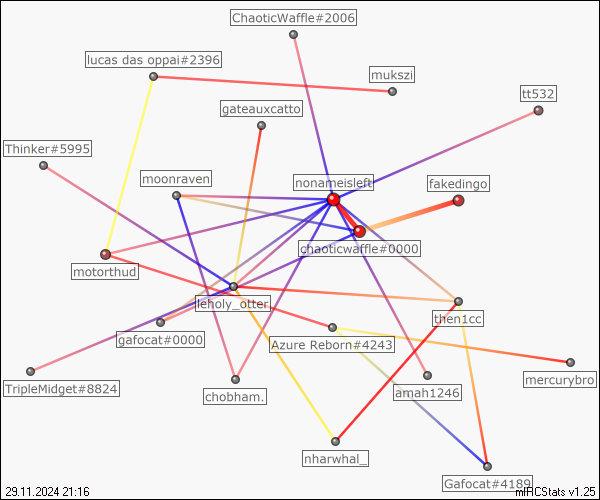 ChaoticWaffle#2006
lucas das oppai#2396
mukszi
tt532
gateauxcatto
Thinker#5995
moonraven
nonameisleft
fakedingo
chaoticwaffle#0000
motorthud
leholy_otter
then1cc
gafocat#0000
Azure Reborn#4243
mercurybro
TripleMidget#8824
chobham.
amah1246
nharwhal_
Gafocat#4189
29.11.2024 21:16
mIRCStats v1.25